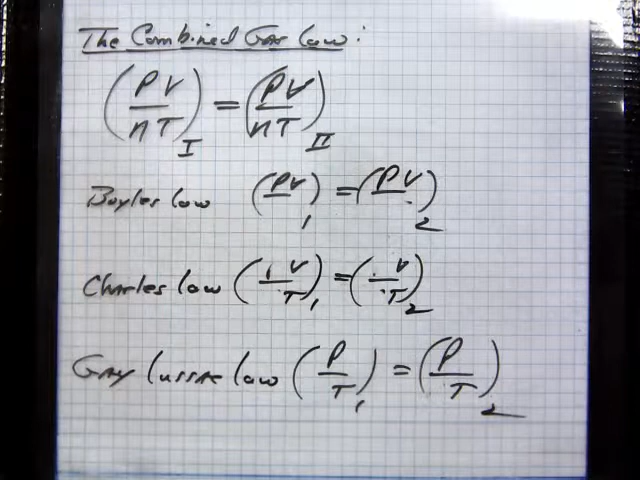 The Combined Gas law:
(PV/nT)I = (PV/nT)II
Boyles law (PV/ )1 = (PV/ )2
Charles law (V/T)1 = (V/T)2
Gay lussac law (P/T)1 = (P/T)2